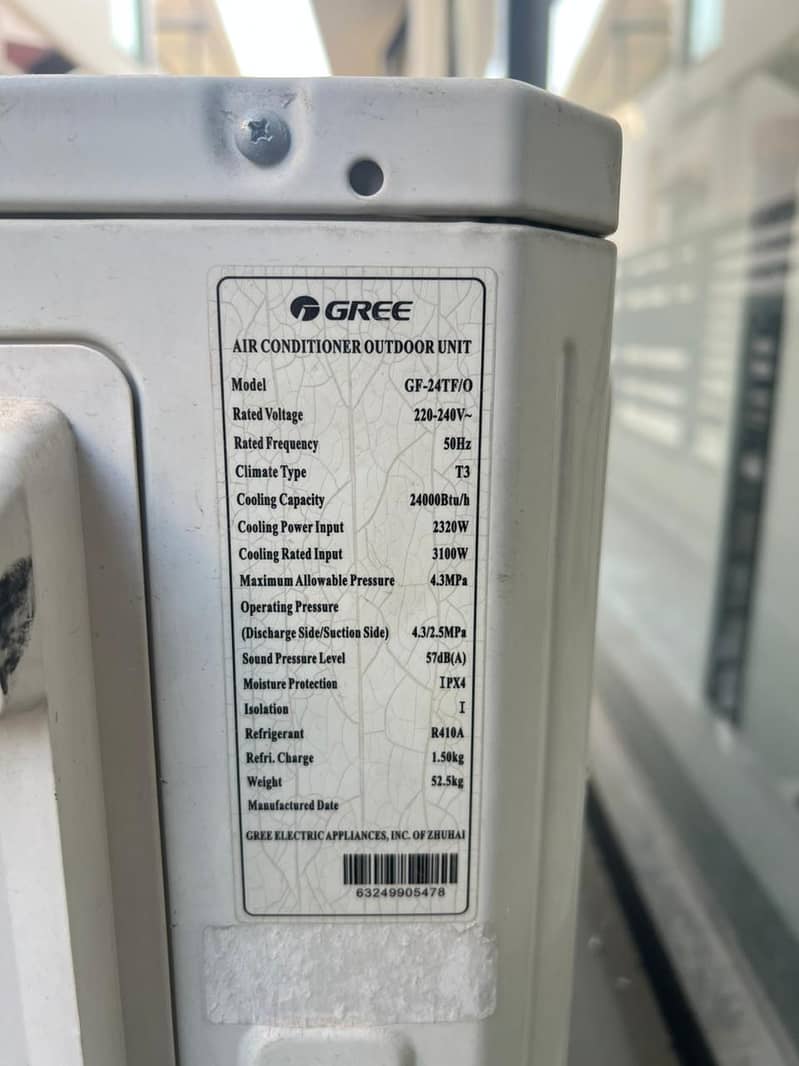 GREE
AIR CONDITIONER OUTDOOR UNIT
Model GF-24TF/O
Rated Voltage 220-240V~
Rated Frequency 50Hz
Climate Type T3
Cooling Capacity 24000Btu/h
Cooling Power Input 2320W
Cooling Rated Input 3100W
Maximum Allowable Pressure 4.3MPa
Operating Pressure
(Discharge Side/Suction Side) 4.3/2.5MPa
Sound Pressure Level 57dB(A)
Moisture Protection IPX4
Isolation I
Refrigerant R410A
Refri. Charge 1.50kg
Weight 52.5kg
Manufactured Date
GREE ELECTRIC APPLIANCES, INC. OF ZHUHAI
63249905478